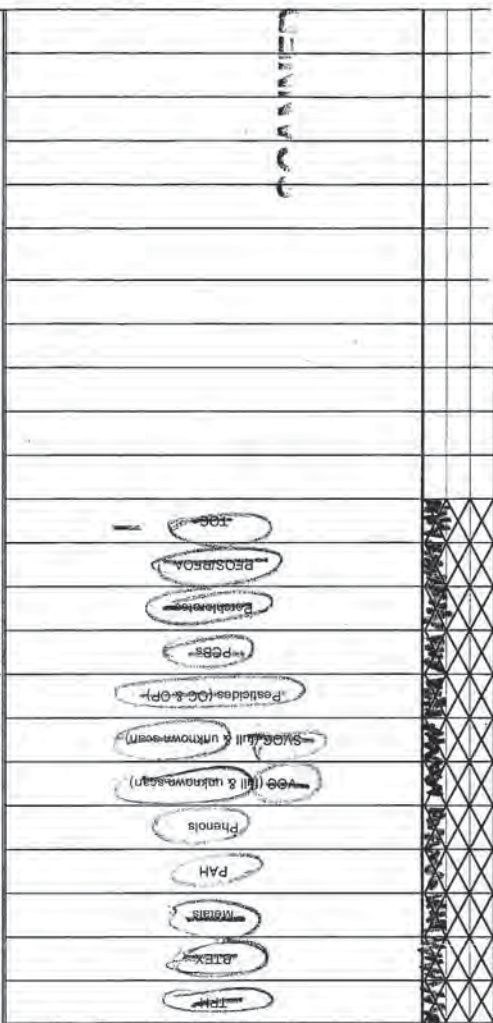 TPH
BTEX
Metals
PAH
Phenols
VOC (full & unknown scan)
SVOC (full & unknown scan)
Pesticides (OC & OP)
PCBs
Perchlorates
PFOS/PFOA
TOC